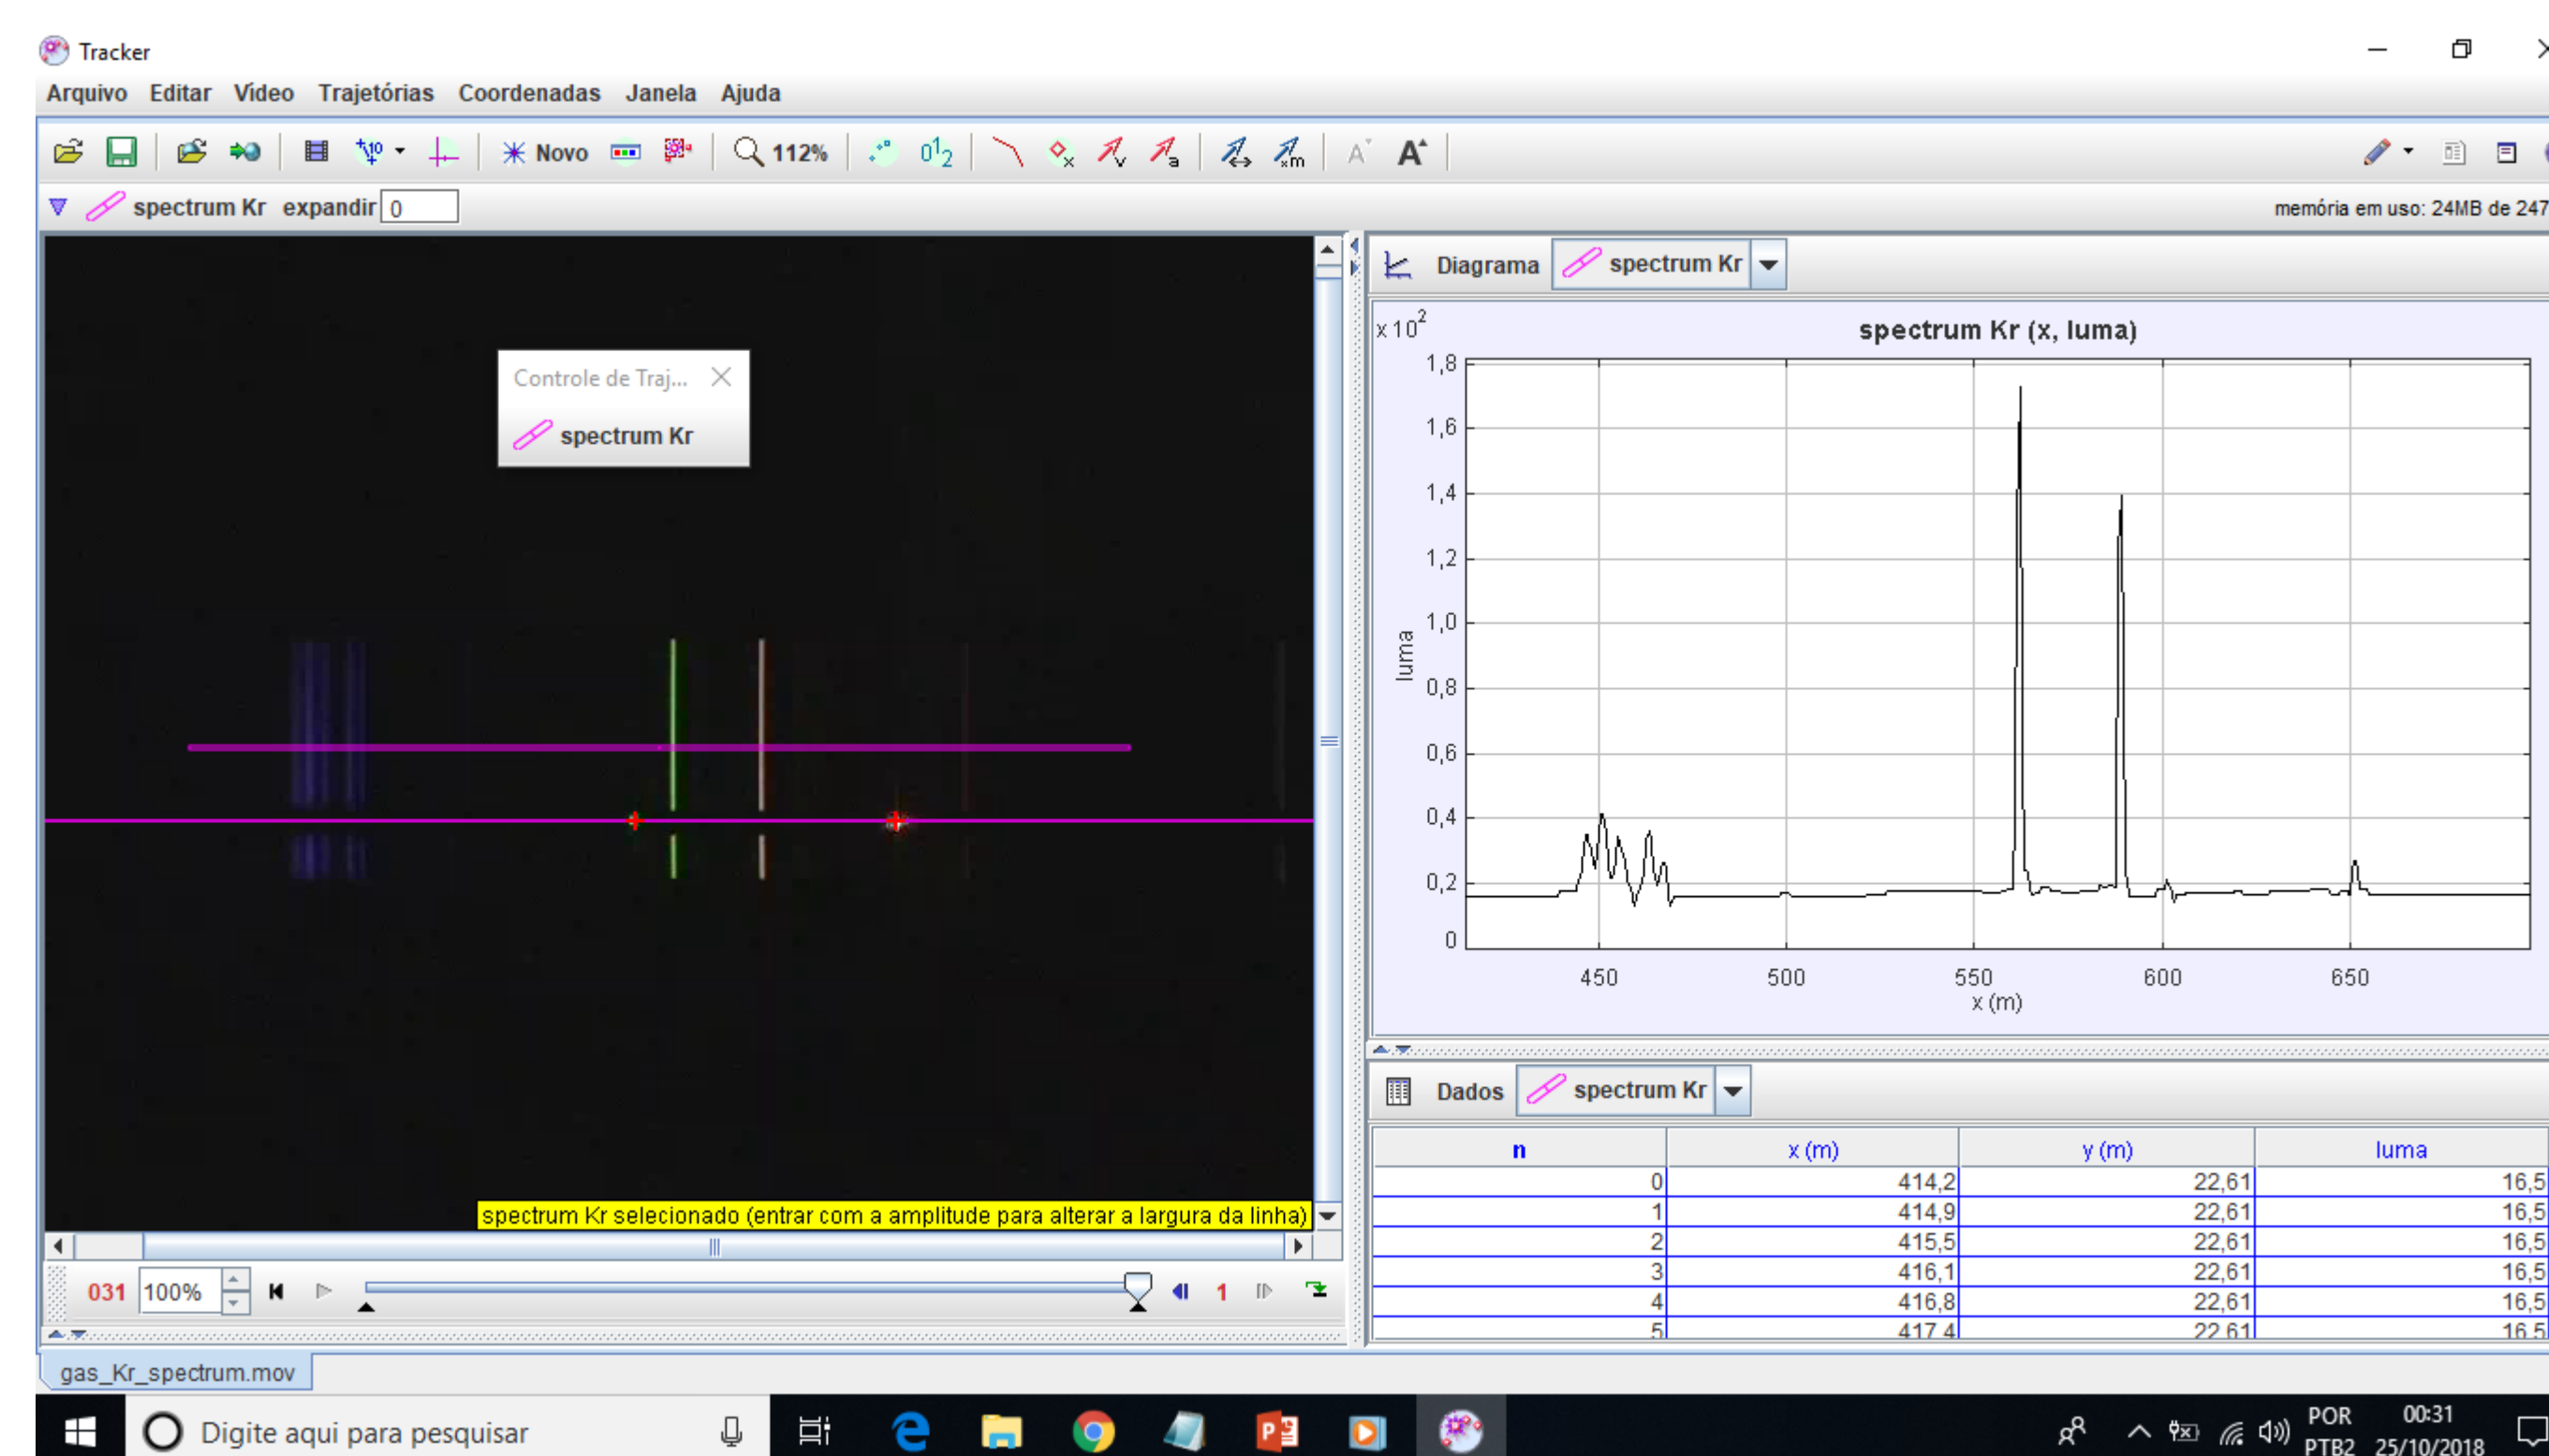 Tracker
Arquivo Editar Vídeo Trajetórias Coordenadas Janela Ajuda
Novo 112%
spectrum Kr expandir 0
memória em uso: 24MB de 247
Controle de Traj...
spectrum Kr
spectrum Kr selecionado (entrar com a amplitude para alterar a largura da linha)
031 100% 1
Diagrama spectrum Kr
x10²
spectrum Kr (x, luma)
1,8
1,6
1,4
1,2
1,0
0,8
0,6
0,4
0,2
0
luma
450 500 550 600 650
x (m)
Dados spectrum Kr
n x (m) y (m) luma
0 414,2 22,61 16,5
1 414,9 22,61 16,5
2 415,5 22,61 16,5
3 416,1 22,61 16,5
4 416,8 22,61 16,5
5 417,4 22,61 16,5
gas_Kr_spectrum.mov
Digite aqui para pesquisar
POR 00:31
PTB2 25/10/2018